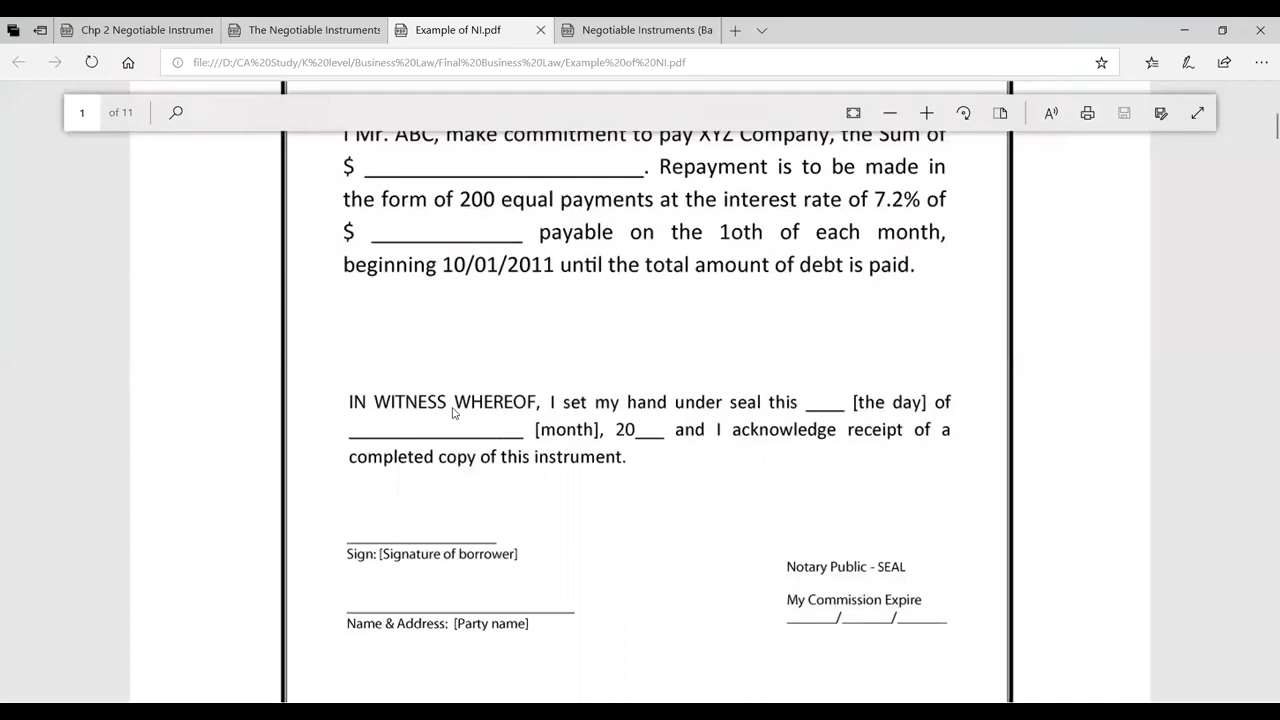 Chp 2 Negotiable Instrumer
The Negotiable Instruments
Example of NI.pdf
Negotiable Instruments (Ba
file:///D:/CA%20Study/K%20level/Business%20Law/Final%20Business%20Law/Example%20of%20NI.pdf
1 of 11
I Mr. ABC, make commitment to pay XYZ Company, the Sum of
$ ______________________. Repayment is to be made in
the form of 200 equal payments at the interest rate of 7.2% of
$ ____________ payable on the 1oth of each month,
beginning 10/01/2011 until the total amount of debt is paid.
IN WITNESS WHEREOF, I set my hand under seal this ____ [the day] of
__________________ [month], 20___ and I acknowledge receipt of a
completed copy of this instrument.
Sign: [Signature of borrower]
Notary Public - SEAL
My Commission Expire
______/______/______
Name & Address: [Party name]